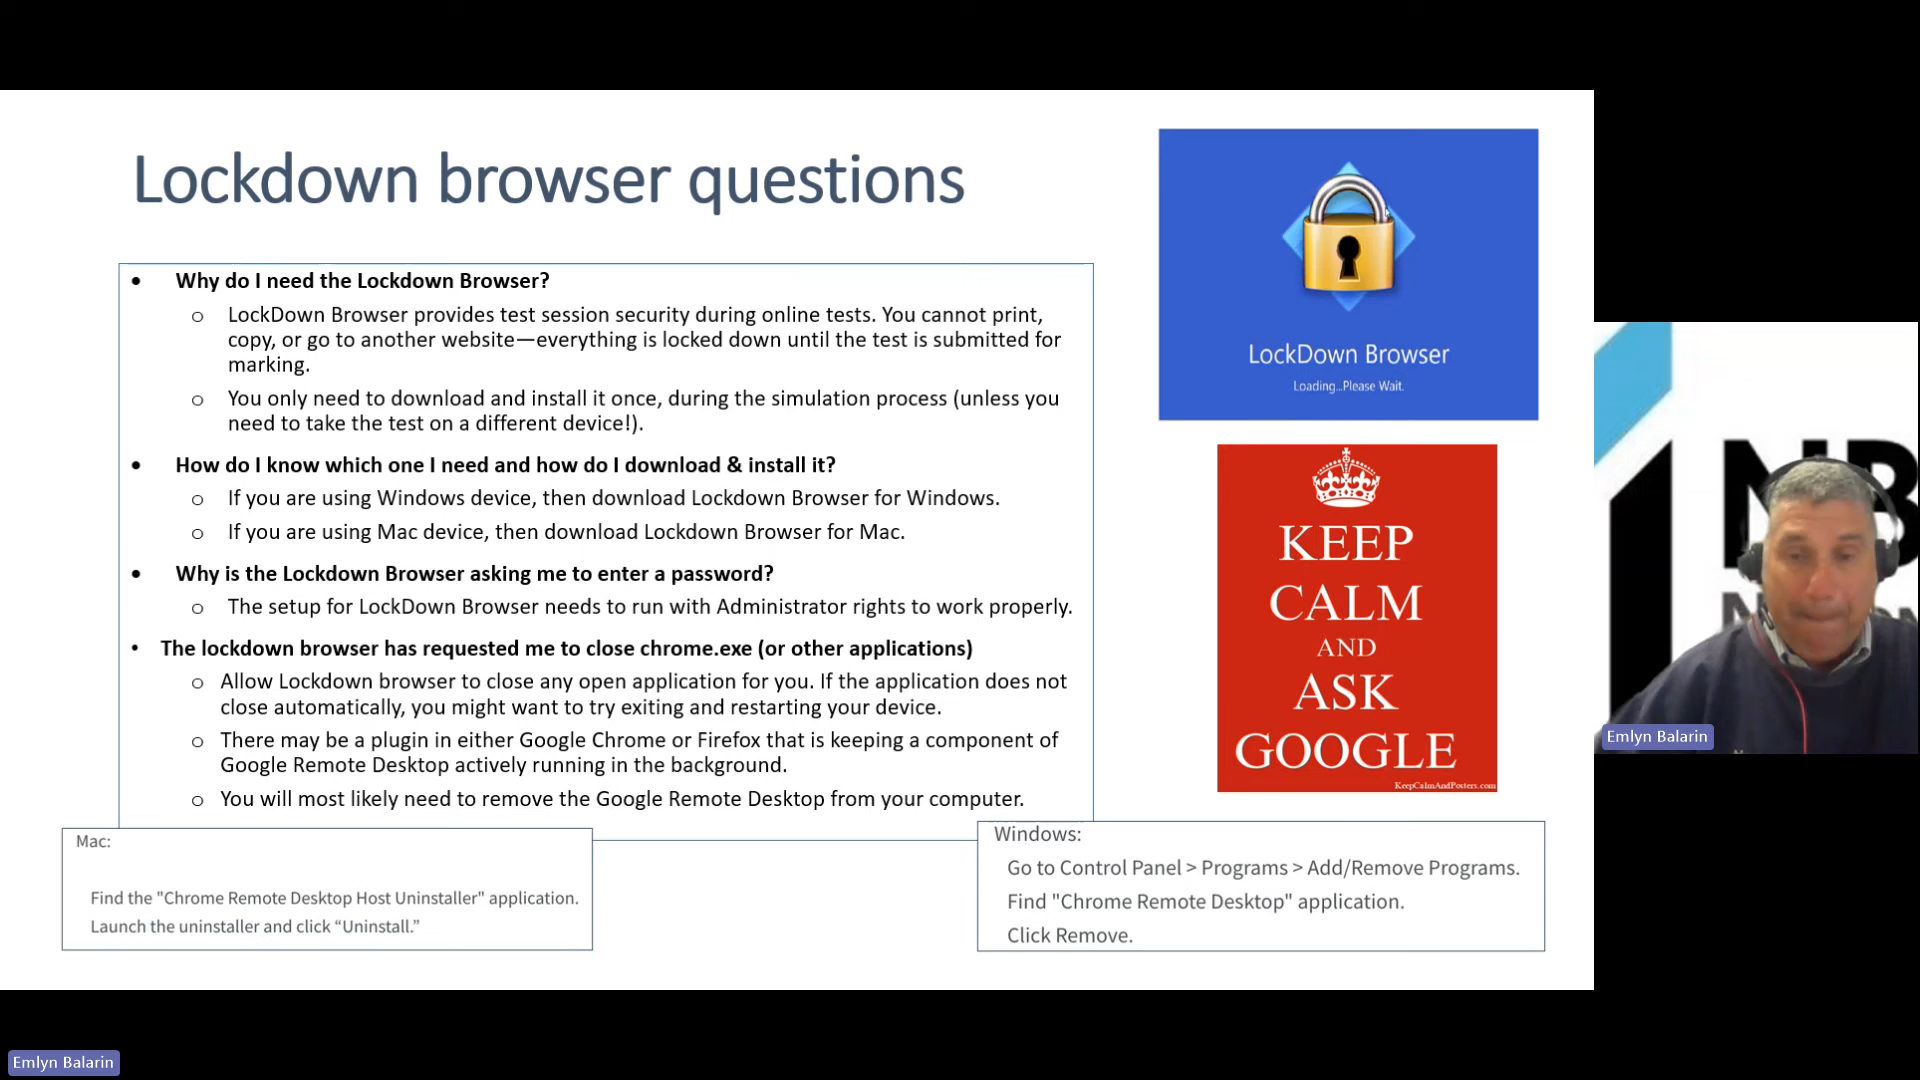 Lockdown browser questions
• Why do I need the Lockdown Browser?
o LockDown Browser provides test session security during online tests. You cannot print,
copy, or go to another website—everything is locked down until the test is submitted for
marking.
o You only need to download and install it once, during the simulation process (unless you
need to take the test on a different device!).
• How do I know which one I need and how do I download & install it?
o If you are using Windows device, then download Lockdown Browser for Windows.
o If you are using Mac device, then download Lockdown Browser for Mac.
• Why is the Lockdown Browser asking me to enter a password?
o The setup for LockDown Browser needs to run with Administrator rights to work properly.
• The lockdown browser has requested me to close chrome.exe (or other applications)
o Allow Lockdown browser to close any open application for you. If the application does not
close automatically, you might want to try exiting and restarting your device.
o There may be a plugin in either Google Chrome or Firefox that is keeping a component of
Google Remote Desktop actively running in the background.
o You will most likely need to remove the Google Remote Desktop from your computer.
Mac:
Find the "Chrome Remote Desktop Host Uninstaller" application.
Launch the uninstaller and click “Uninstall.”
Windows:
Go to Control Panel > Programs > Add/Remove Programs.
Find "Chrome Remote Desktop" application.
Click Remove.
LockDown Browser
Loading...Please Wait.
KEEP
CALM
AND
ASK
GOOGLE
KeepCalmAndPosters.com
NB
Emlyn Balarin
Emlyn Balarin